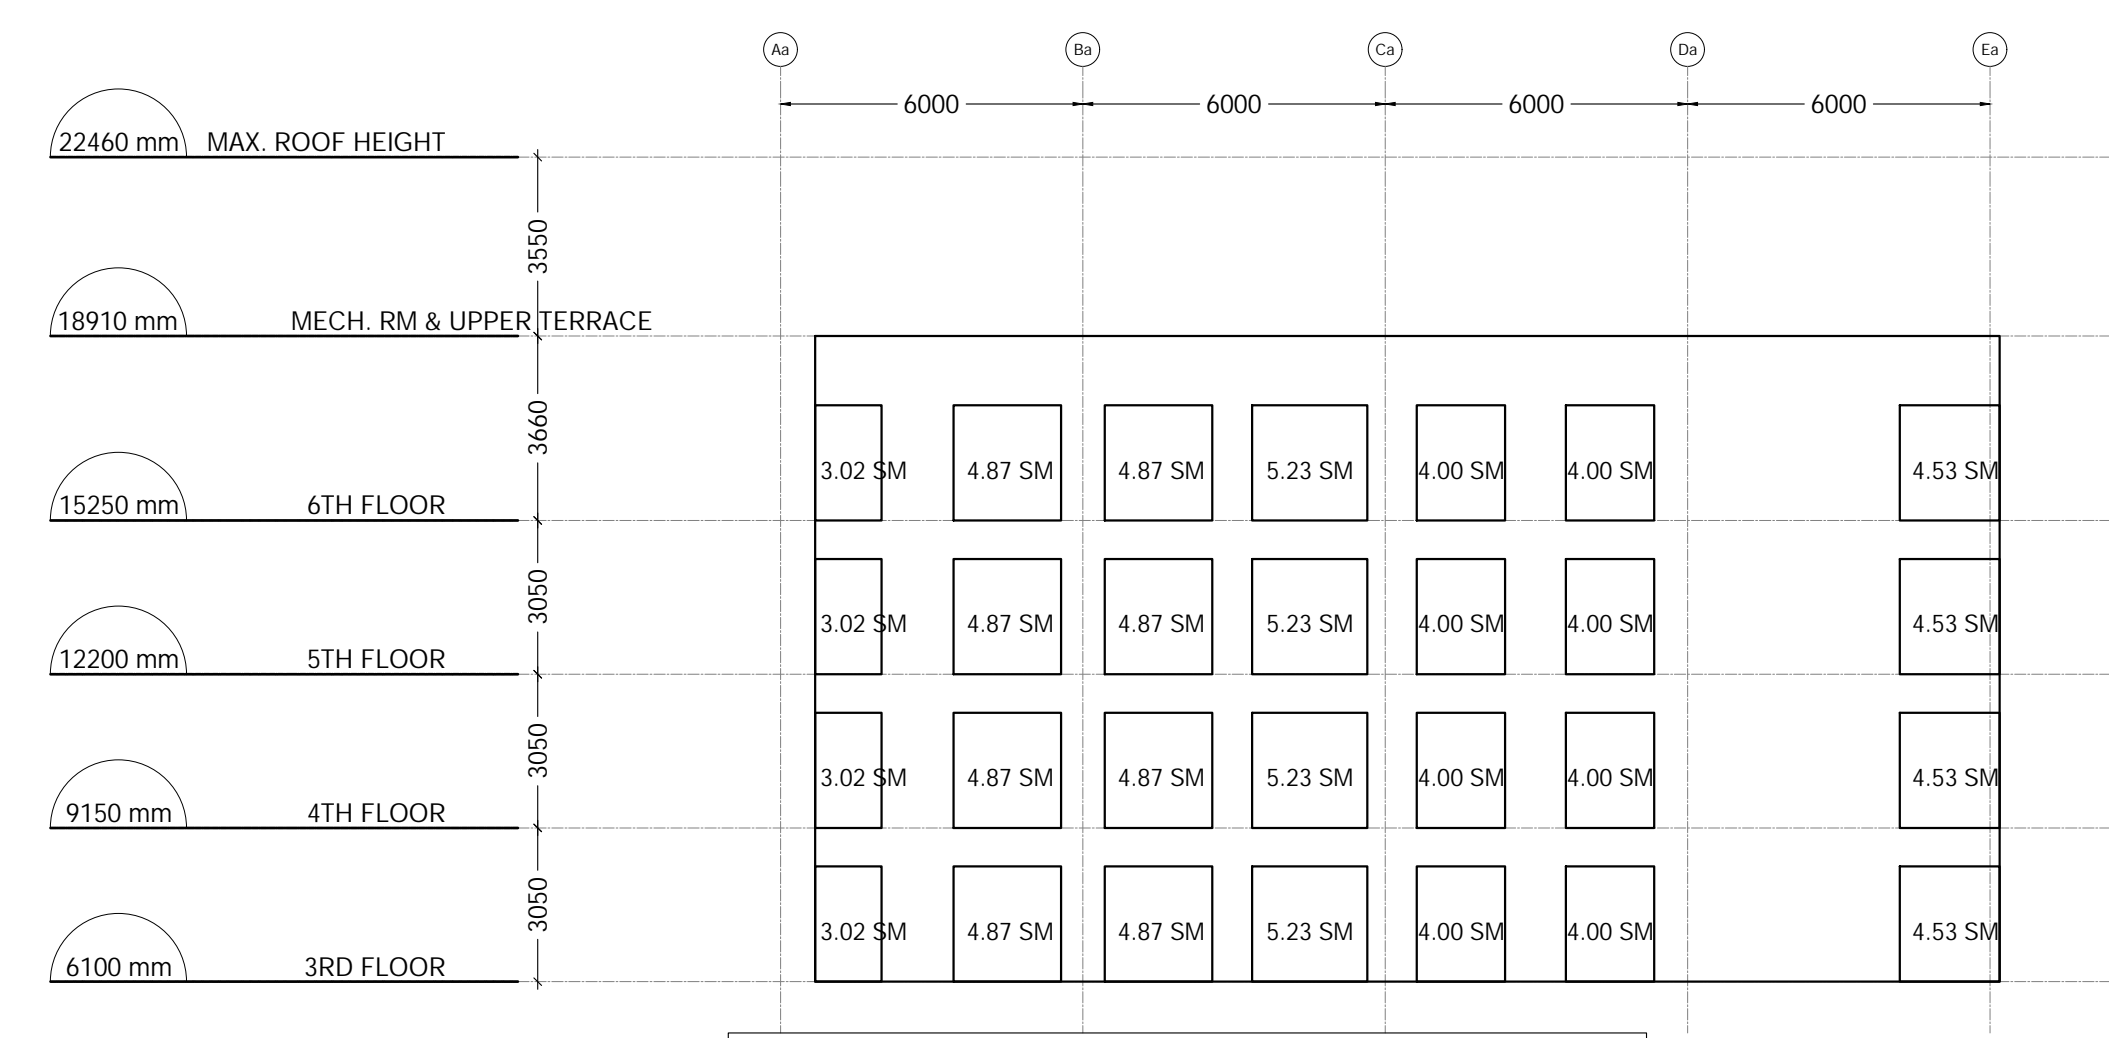 Aa Ba Ca Da Ea
6000 6000 6000 6000
22460 mm MAX. ROOF HEIGHT
3550
18910 mm MECH. RM & UPPER TERRACE
3660
3.02 SM 4.87 SM 4.87 SM 5.23 SM 4.00 SM 4.00 SM 4.53 SM
15250 mm 6TH FLOOR
3050
3.02 SM 4.87 SM 4.87 SM 5.23 SM 4.00 SM 4.00 SM 4.53 SM
12200 mm 5TH FLOOR
3050
3.02 SM 4.87 SM 4.87 SM 5.23 SM 4.00 SM 4.00 SM 4.53 SM
9150 mm 4TH FLOOR
3050
3.02 SM 4.87 SM 4.87 SM 5.23 SM 4.00 SM 4.00 SM 4.53 SM
6100 mm 3RD FLOOR